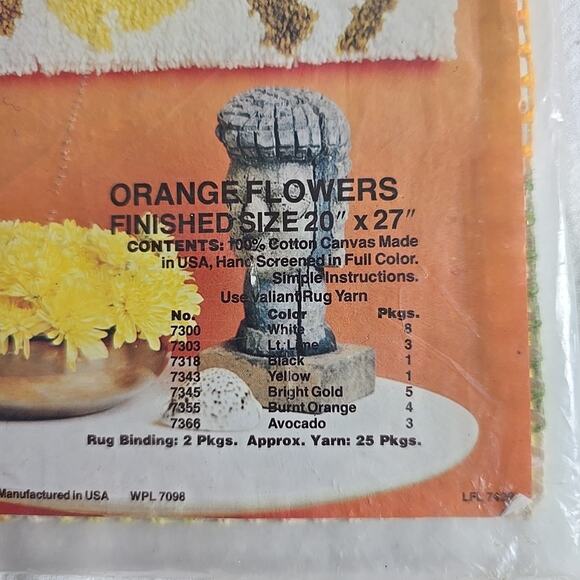 ORANGE FLOWERS
FINISHED SIZE 20" x 27"
CONTENTS: 100% Cotton Canvas Made
in USA, Hand Screened in Full Color.
Simple Instructions.
Use Valiant Rug Yarn
No. Color Pkgs.
7300 White 8
7303 Lt. Lime 3
7318 Black 1
7343 Yellow 1
7345 Bright Gold 5
7355 Burnt Orange 4
7366 Avocado 3
Rug Binding: 2 Pkgs. Approx. Yarn: 25 Pkgs.
Manufactured in USA WPL 7098 LFL